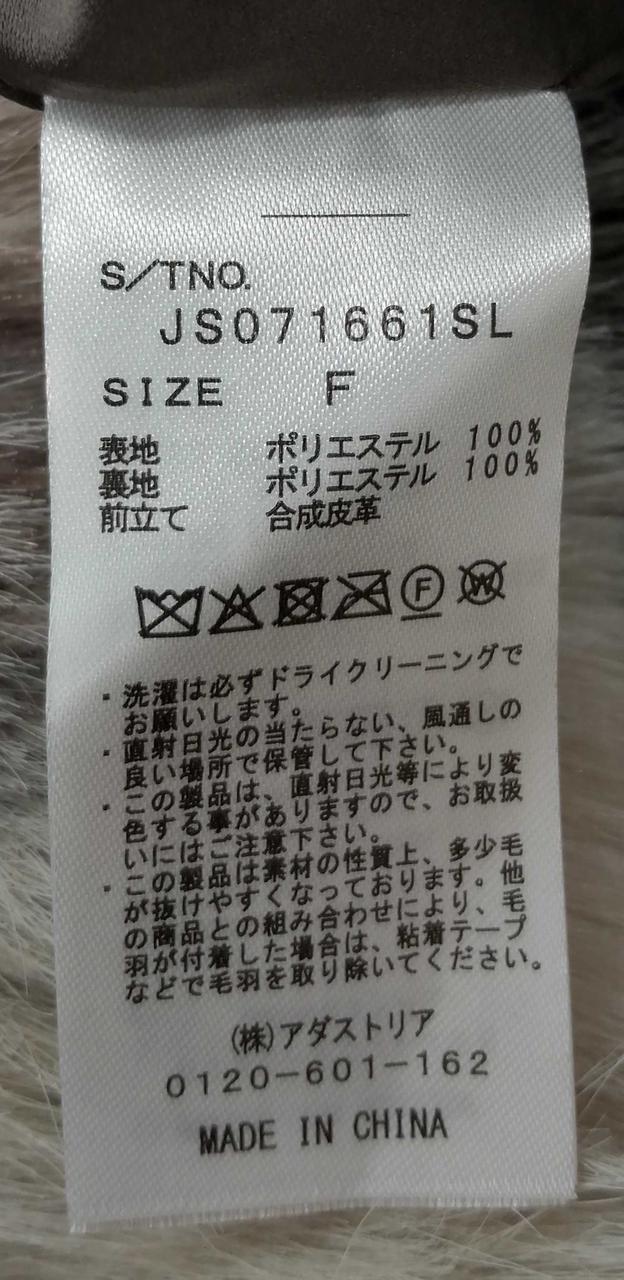 S/TNO.
JS071661SL
SIZE F
表地 ポリエステル 100%
裏地 ポリエステル 100%
前立て 合成皮革
F W
・洗濯は必ずドライクリーニングで
お願いします。
・直射日光の当たらない、風通しの
良い場所で保管して下さい。
・この製品は、直射日光等により変
色する事がありますので、お取扱
いにはご注意下さい。
・この製品は素材の性質上、多少毛
が抜けやすくなっております。他
の商品との組み合わせにより、毛
羽が付着した場合は、粘着テープ
などで毛羽を取り除いてください。
(株)アダストリア
0120-601-162
MADE IN CHINA